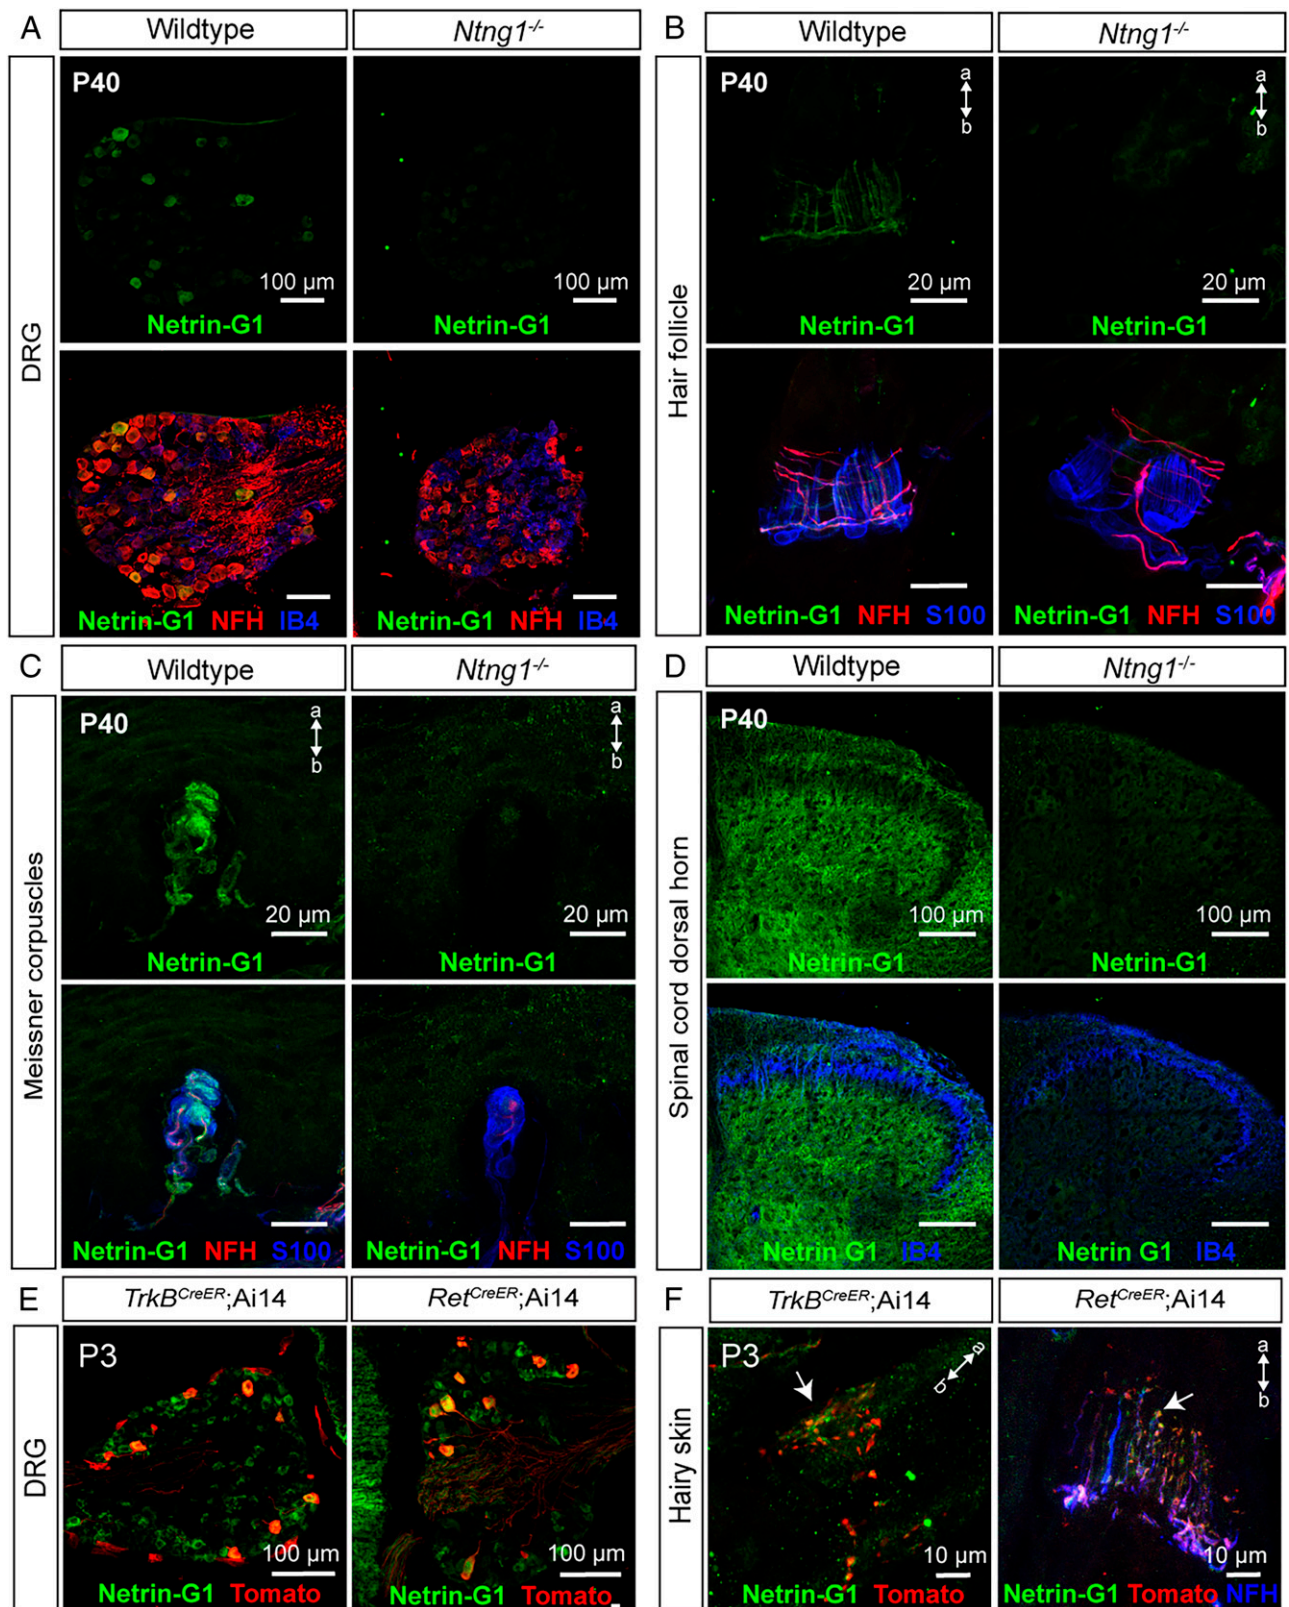 A
Wildtype
Ntng1-/-
DRG
P40
100 µm
Netrin-G1
100 µm
Netrin-G1
Netrin-G1 NFH IB4
Netrin-G1 NFH IB4
B
Wildtype
Ntng1-/-
Hair follicle
P40
a
b
20 µm
Netrin-G1
a
b
20 µm
Netrin-G1
Netrin-G1 NFH S100
Netrin-G1 NFH S100
C
Wildtype
Ntng1-/-
Meissner corpuscles
P40
a
b
20 µm
Netrin-G1
a
b
20 µm
Netrin-G1
Netrin-G1 NFH S100
Netrin-G1 NFH S100
D
Wildtype
Ntng1-/-
Spinal cord dorsal horn
P40
100 µm
Netrin-G1
100 µm
Netrin-G1
Netrin G1 IB4
Netrin G1 IB4
E
TrkBCreER;Ai14
RetCreER;Ai14
DRG
P3
100 µm
Netrin-G1 Tomato
100 µm
Netrin-G1 Tomato
F
TrkBCreER;Ai14
RetCreER;Ai14
Hairy skin
P3
a
b
10 µm
Netrin-G1 Tomato
a
b
10 µm
Netrin-G1 Tomato NFH